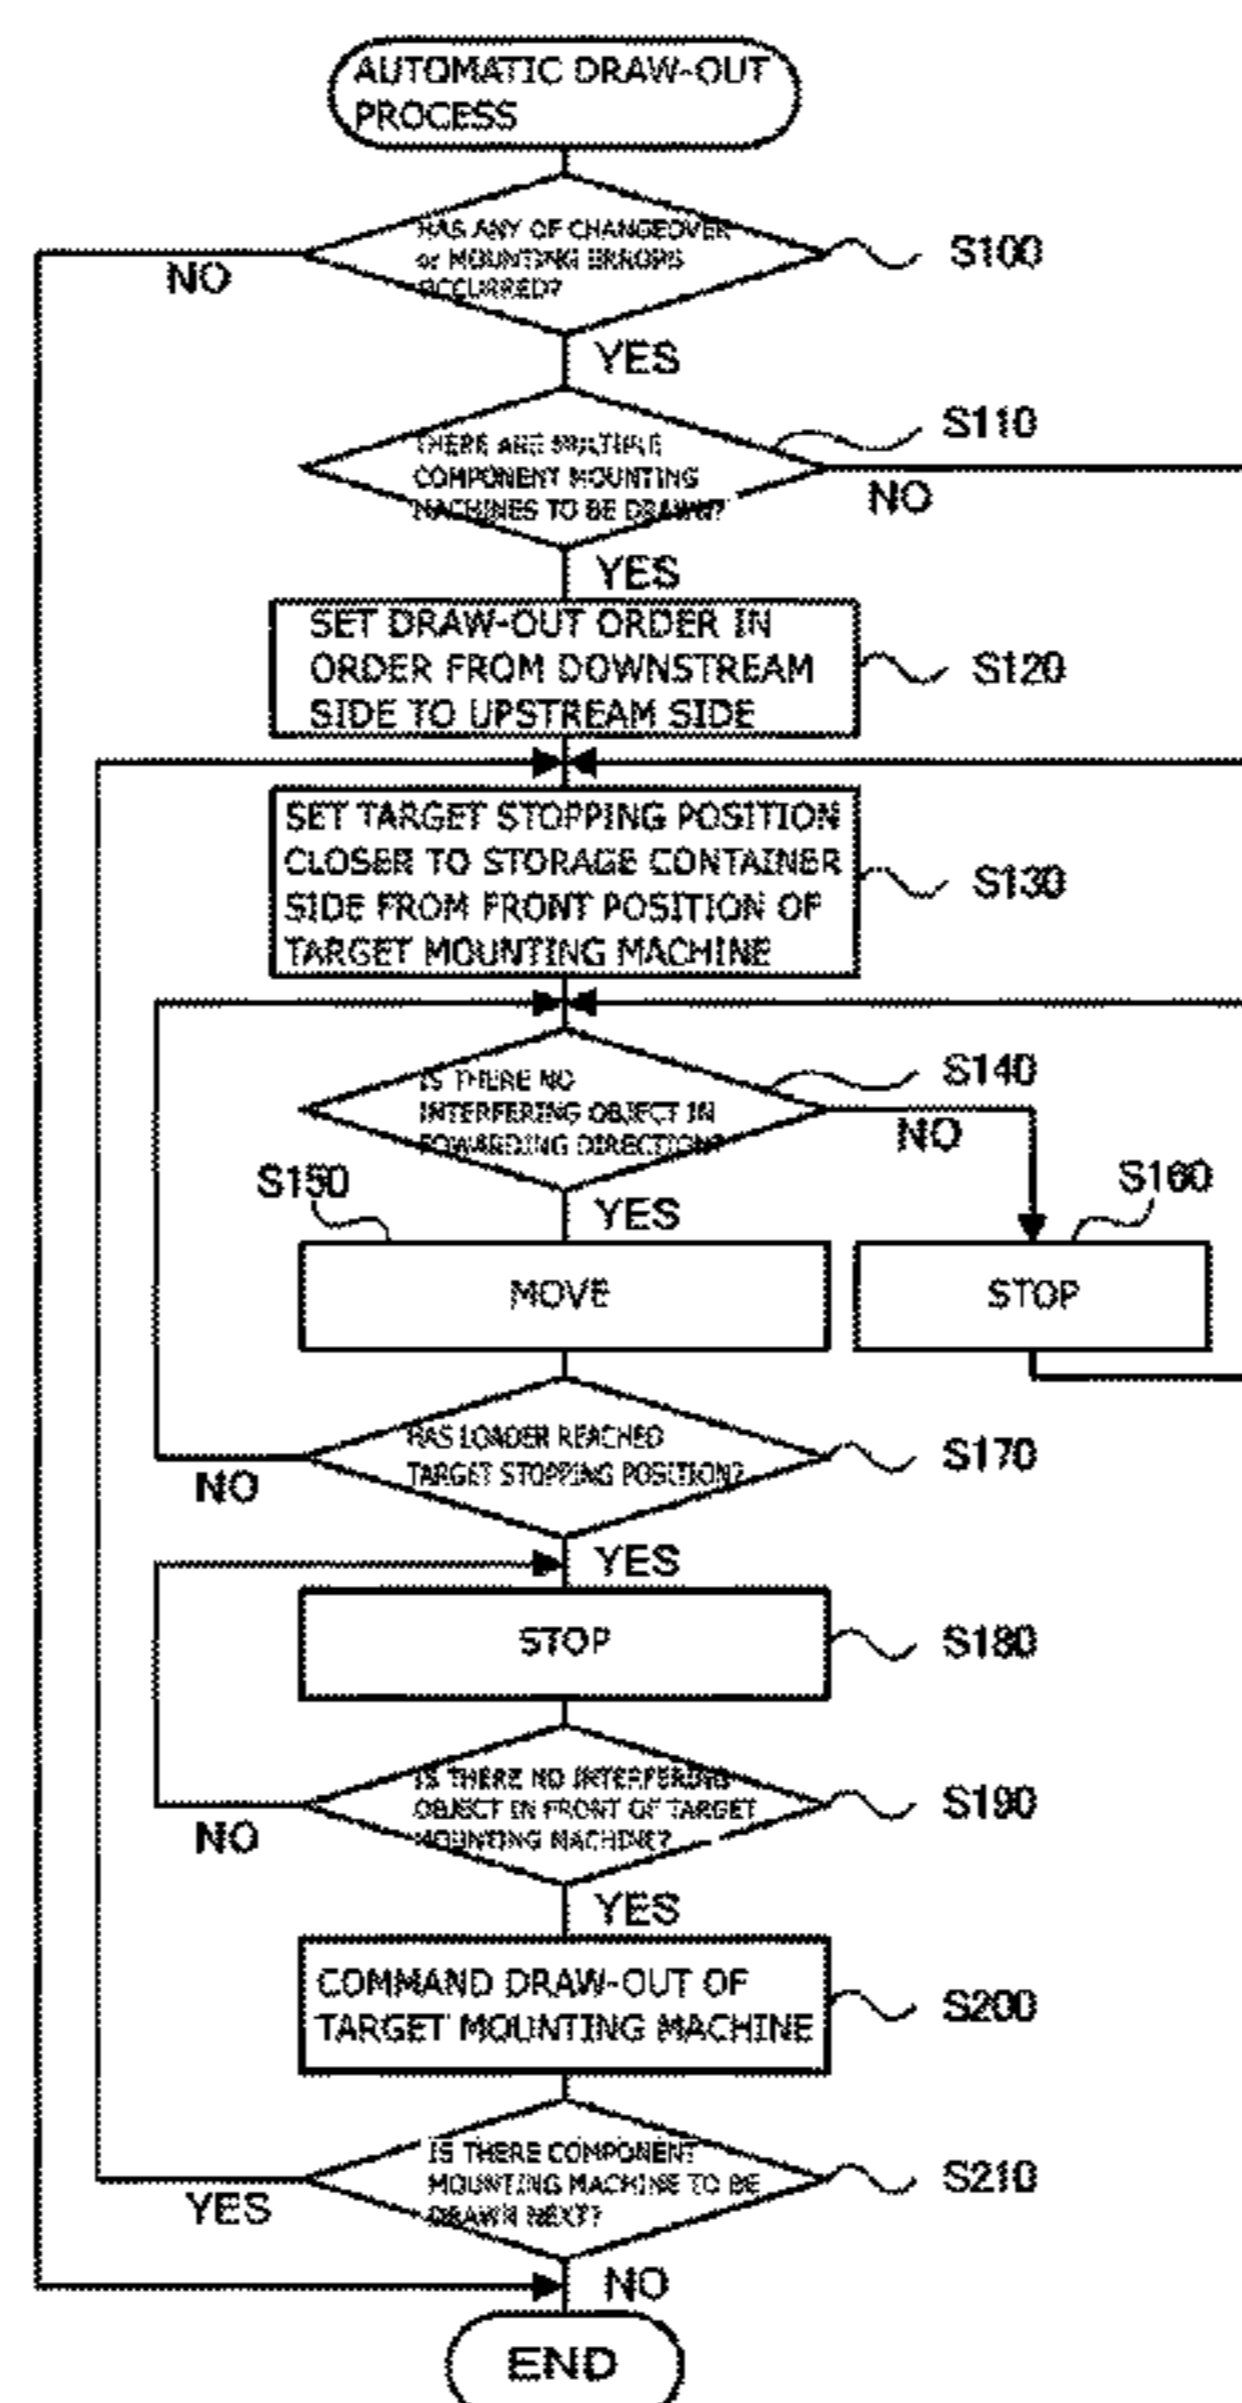 AUTOMATIC DRAW-OUT
PROCESS
HAS ANY OF CHANGEOVER
or MOUNTING ERRORS
OCCURRED?
S100
NO
YES
THERE ARE MULTIPLE
COMPONENT MOUNTING
MACHINES TO BE DRAWN?
S110
NO
YES
SET DRAW-OUT ORDER IN
ORDER FROM DOWNSTREAM
SIDE TO UPSTREAM SIDE
S120
SET TARGET STOPPING POSITION
CLOSER TO STORAGE CONTAINER
SIDE FROM FRONT POSITION OF
TARGET MOUNTING MACHINE
S130
IS THERE NO
INTERFERING OBJECT IN
FOWARDING DIRECTION?
S140
NO
YES
S150
MOVE
S160
STOP
HAS LOADER REACHED
TARGET STOPPING POSITION?
S170
NO
YES
STOP
S180
IS THERE NO INTERFERING
OBJECT IN FRONT OF TARGET
MOUNTING MACHINE?
S190
NO
YES
COMMAND DRAW-OUT OF
TARGET MOUNTING MACHINE
S200
IS THERE COMPONENT
MOUNTING MACHINE TO BE
DRAWN NEXT?
S210
YES
NO
END